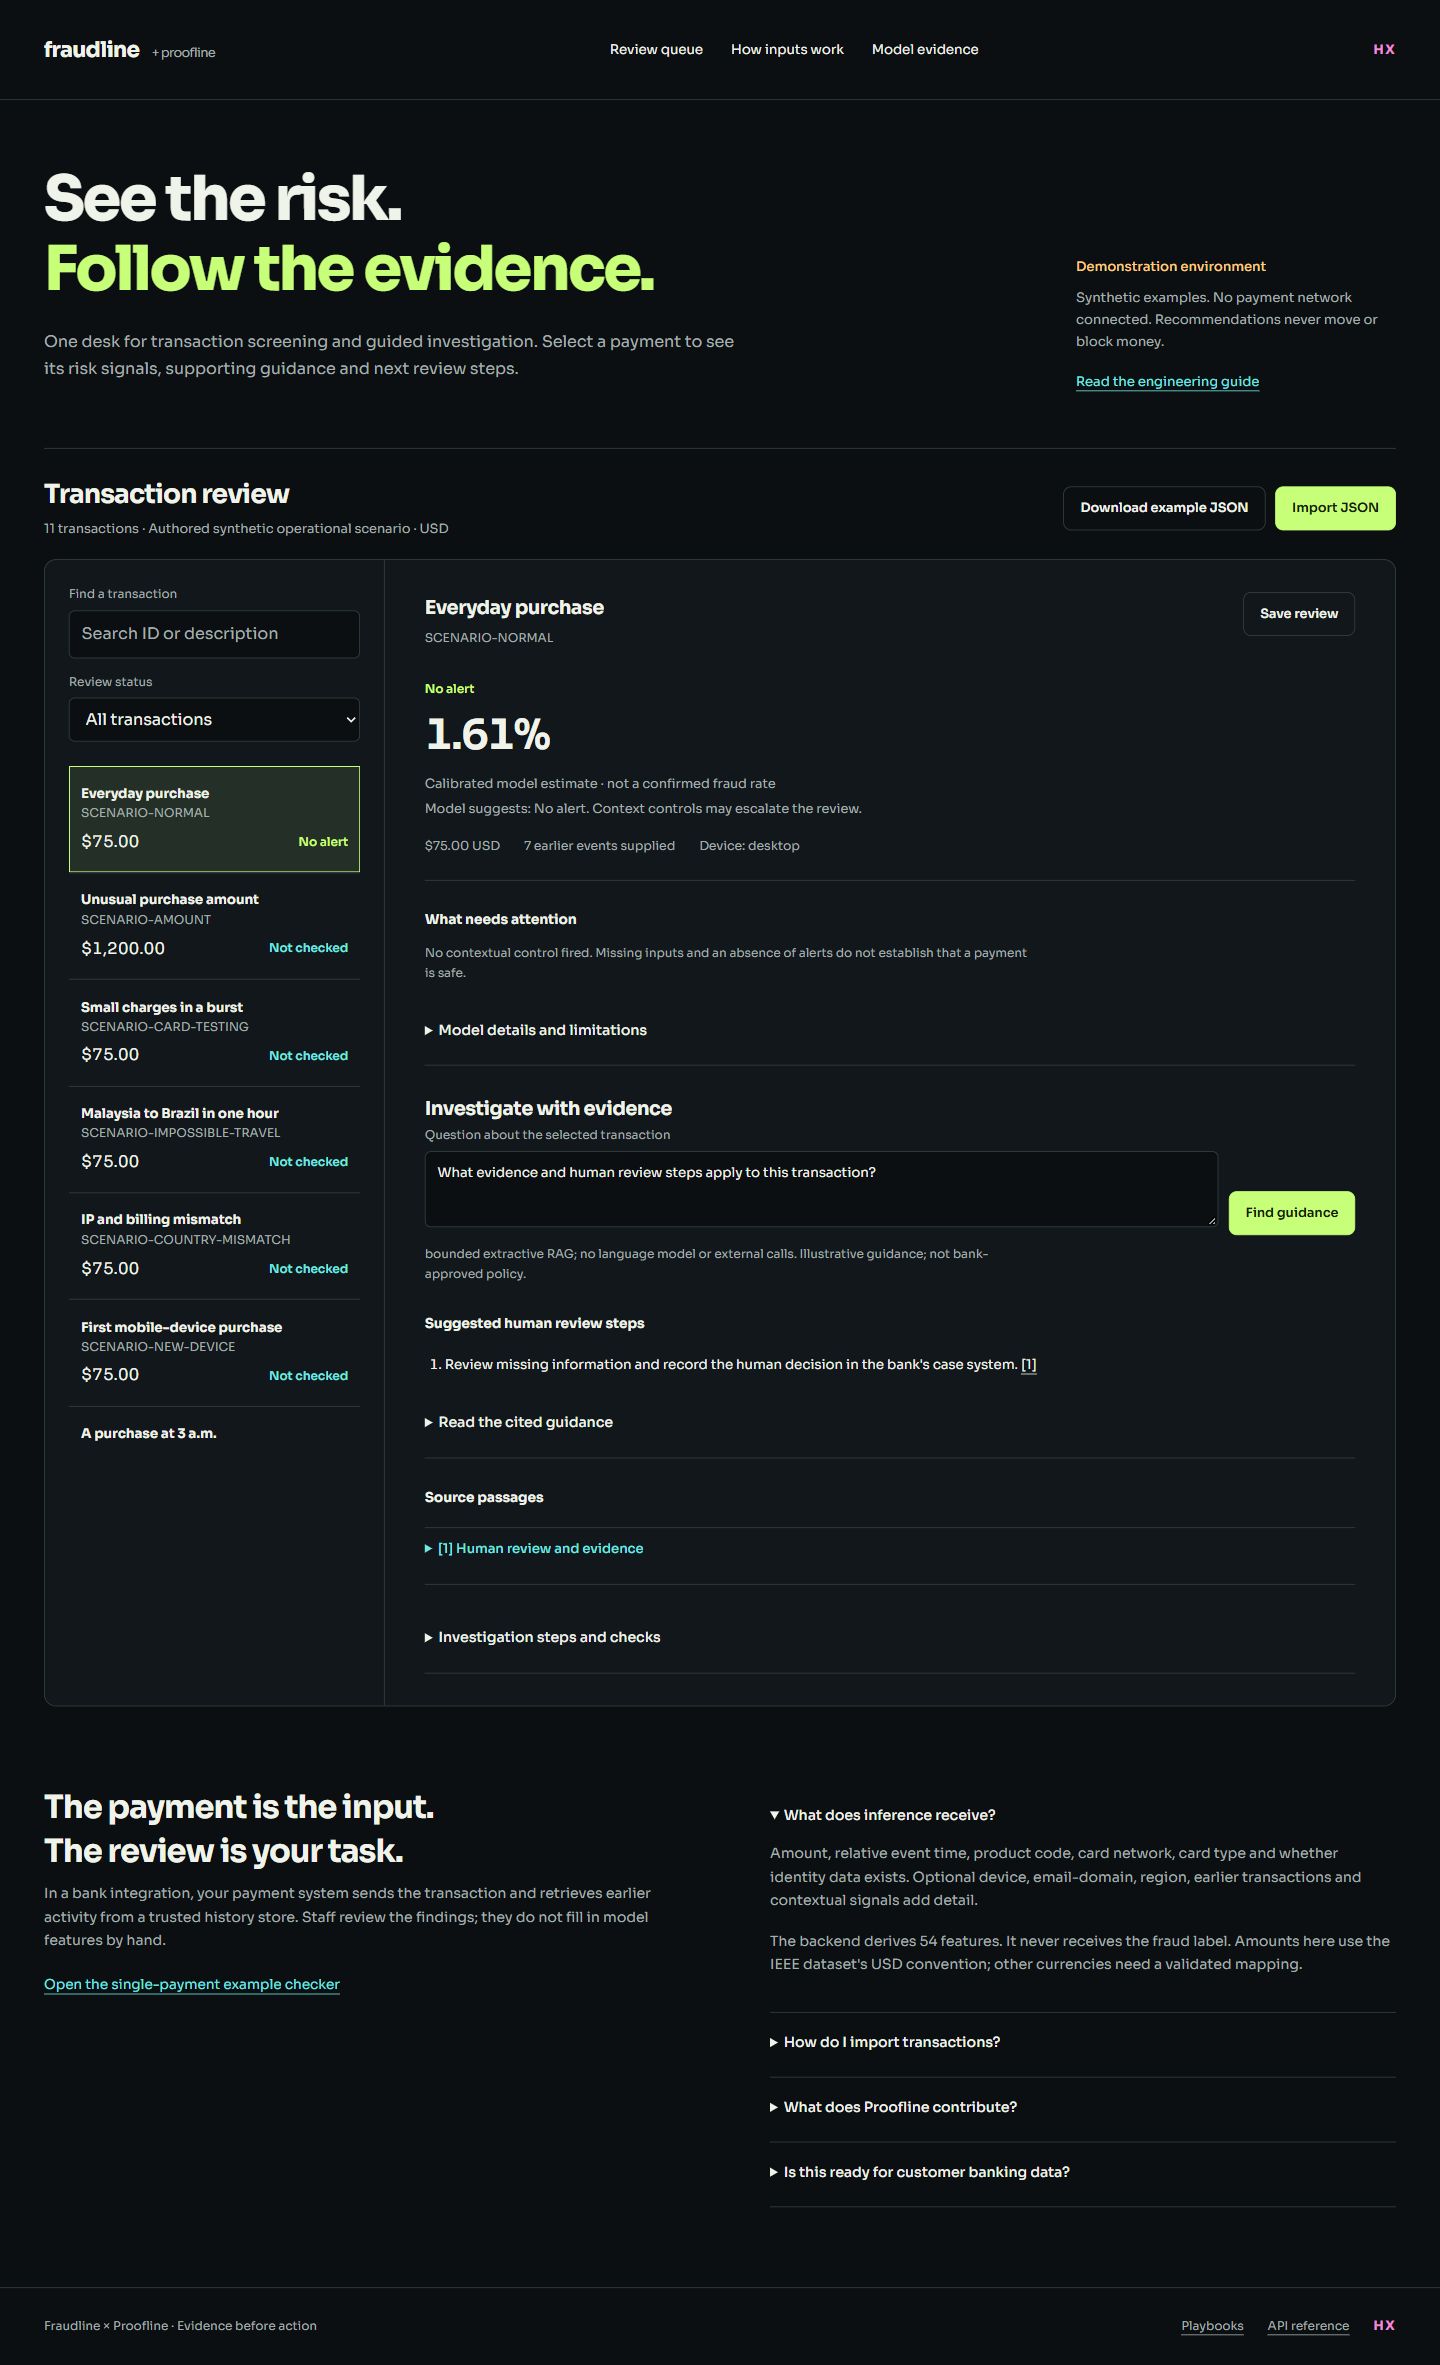 fraudline + proofline
Review queue
How inputs work
Model evidence
HX
See the risk.
Follow the evidence.
One desk for transaction screening and guided investigation. Select a payment to see
its risk signals, supporting guidance and next review steps.
Demonstration environment
Synthetic examples. No payment network
connected. Recommendations never move or
block money.
Read the engineering guide
Transaction review
11 transactions · Authored synthetic operational scenario · USD
Download example JSON
Import JSON
Find a transaction
Search ID or description
Review status
All transactions
Everyday purchase
SCENARIO-NORMAL
$75.00
No alert
Unusual purchase amount
SCENARIO-AMOUNT
$1,200.00
Not checked
Small charges in a burst
SCENARIO-CARD-TESTING
$75.00
Not checked
Malaysia to Brazil in one hour
SCENARIO-IMPOSSIBLE-TRAVEL
$75.00
Not checked
IP and billing mismatch
SCENARIO-COUNTRY-MISMATCH
$75.00
Not checked
First mobile-device purchase
SCENARIO-NEW-DEVICE
$75.00
Not checked
A purchase at 3 a.m.
Everyday purchase
SCENARIO-NORMAL
Save review
No alert
1.61%
Calibrated model estimate · not a confirmed fraud rate
Model suggests: No alert. Context controls may escalate the review.
$75.00 USD
7 earlier events supplied
Device: desktop
What needs attention
No contextual control fired. Missing inputs and an absence of alerts do not establish that a payment
is safe.
Model details and limitations
Investigate with evidence
Question about the selected transaction
What evidence and human review steps apply to this transaction?
Find guidance
bounded extractive RAG; no language model or external calls. Illustrative guidance; not bank-
approved policy.
Suggested human review steps
1. Review missing information and record the human decision in the bank's case system. [1]
Read the cited guidance
Source passages
[1] Human review and evidence
Investigation steps and checks
The payment is the input.
The review is your task.
In a bank integration, your payment system sends the transaction and retrieves earlier
activity from a trusted history store. Staff review the findings; they do not fill in model
features by hand.
Open the single-payment example checker
What does inference receive?
Amount, relative event time, product code, card network, card type and whether
identity data exists. Optional device, email-domain, region, earlier transactions and
contextual signals add detail.
The backend derives 54 features. It never receives the fraud label. Amounts here use the
IEEE dataset's USD convention; other currencies need a validated mapping.
How do I import transactions?
What does Proofline contribute?
Is this ready for customer banking data?
Fraudline × Proofline · Evidence before action
Playbooks
API reference
HX